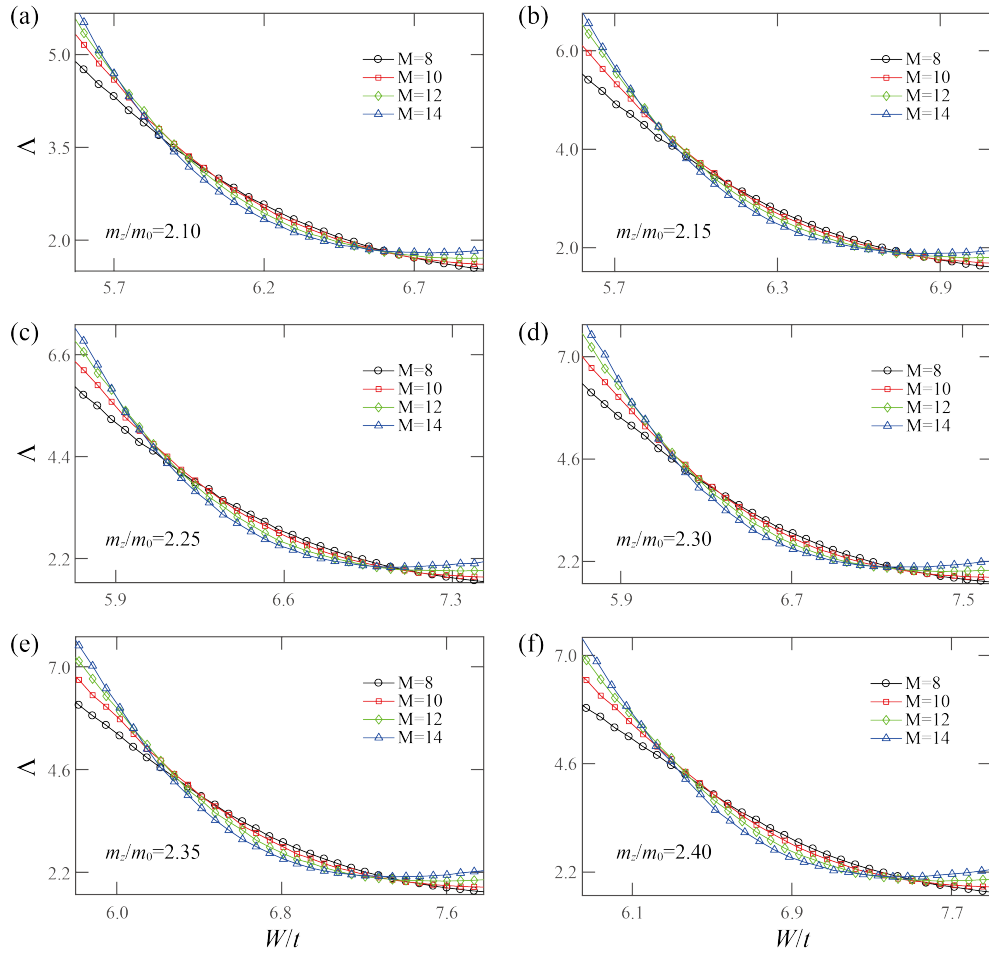 (a)
5.0
3.5
2.0
Λ
M=8
M=10
M=12
M=14
m_z/m_0=2.10
5.7
6.2
6.7
(b)
6.0
4.0
2.0
M=8
M=10
M=12
M=14
m_z/m_0=2.15
5.7
6.3
6.9
(c)
6.6
4.4
2.2
Λ
M=8
M=10
M=12
M=14
m_z/m_0=2.25
5.9
6.6
7.3
(d)
7.0
4.6
2.2
M=8
M=10
M=12
M=14
m_z/m_0=2.30
5.9
6.7
7.5
(e)
7.0
4.6
2.2
Λ
M=8
M=10
M=12
M=14
m_z/m_0=2.35
6.0
6.8
7.6
W/t
(f)
7.0
4.6
2.2
M=8
M=10
M=12
M=14
m_z/m_0=2.40
6.1
6.9
7.7
W/t